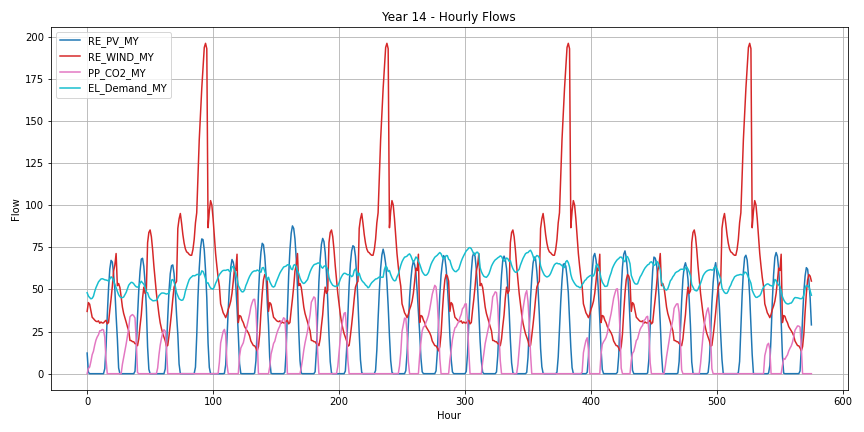 Year 14 - Hourly Flows
RE_PV_MY
RE_WIND_MY
PP_CO2_MY
EL_Demand_MY
200
175
150
125
100
75
50
25
0
Flow
0 100 200 300 400 500 600
Hour